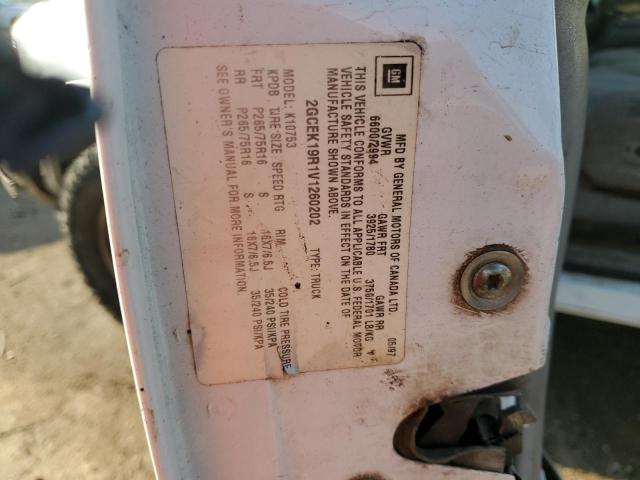 GM
MFD BY GENERAL MOTORS OF CANADA LTD.
05/97
GVWR GAWR FRT GAWR RR
6600/2994 3925/1780 3750/1701 LB/KG
THIS VEHICLE CONFORMS TO ALL APPLICABLE U.S. FEDERAL MOTOR
VEHICLE SAFETY STANDARDS IN EFFECT ON THE DATE OF
MANUFACTURE SHOWN ABOVE.
2GCEK19R1V1260202 TYPE: TRUCK
MODEL: K10753
KPDB TIRE SIZE SPEED RTG RIM COLD TIRE PRESSURE
FRT P265/75R16 S 16X7/6.5J 35/240 PSI/KPA
RR P265/75R16 S 16X7/6.5J 35/240 PSI/KPA
SEE OWNER'S MANUAL FOR MORE INFORMATION.